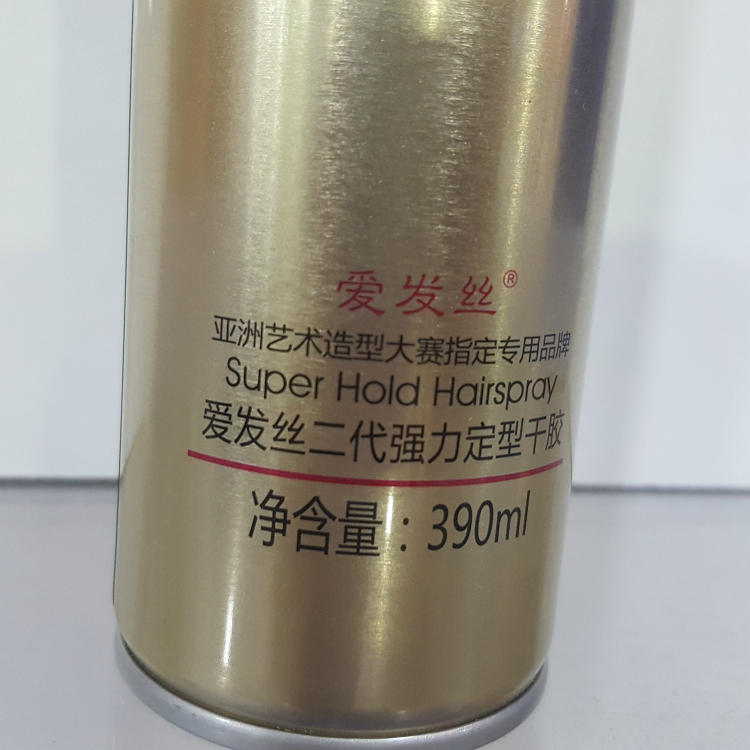 爱发丝®
亚洲艺术造型大赛指定专用品牌
Super Hold Hairspray
爱发丝二代强力定型干胶
净含量：390ml